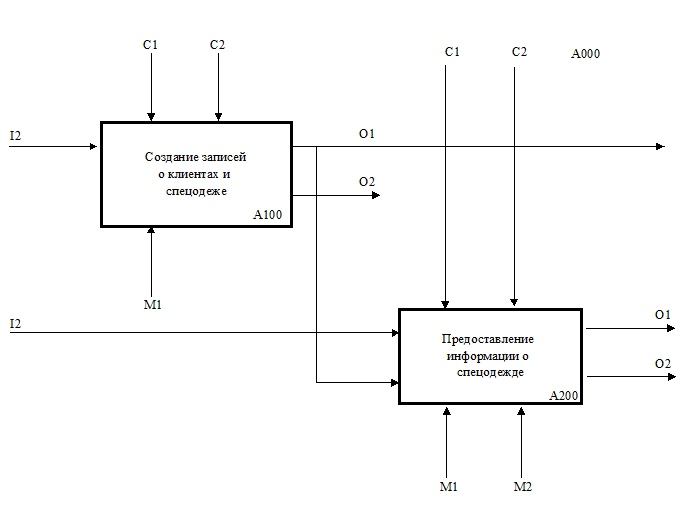 C1 C2 C1 C2 A000
I2 O1
Создание записей
о клиентах и
спецодеже
O2
A100
M1
I2 O1
Предоставление
информации о
спецодежде
O2
A200
M1 M2